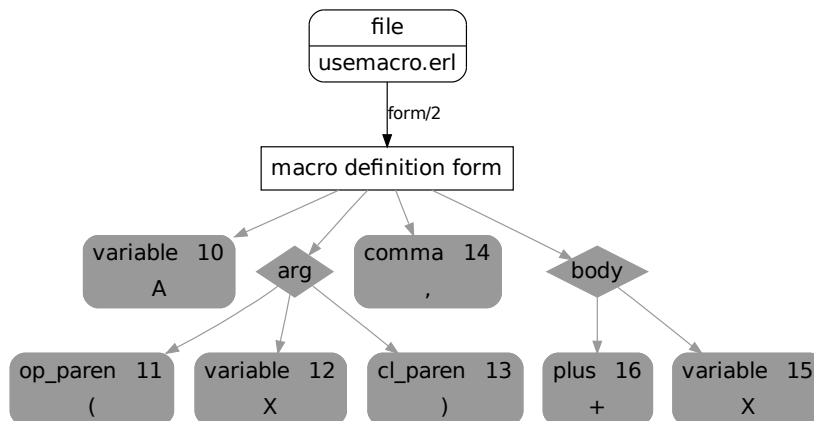 file
usemacro.erl
form/2
macro definition form
variable 10
A
arg
comma 14
,
body
op_paren 11
(
variable 12
X
cl_paren 13
)
plus 16
+
variable 15
X